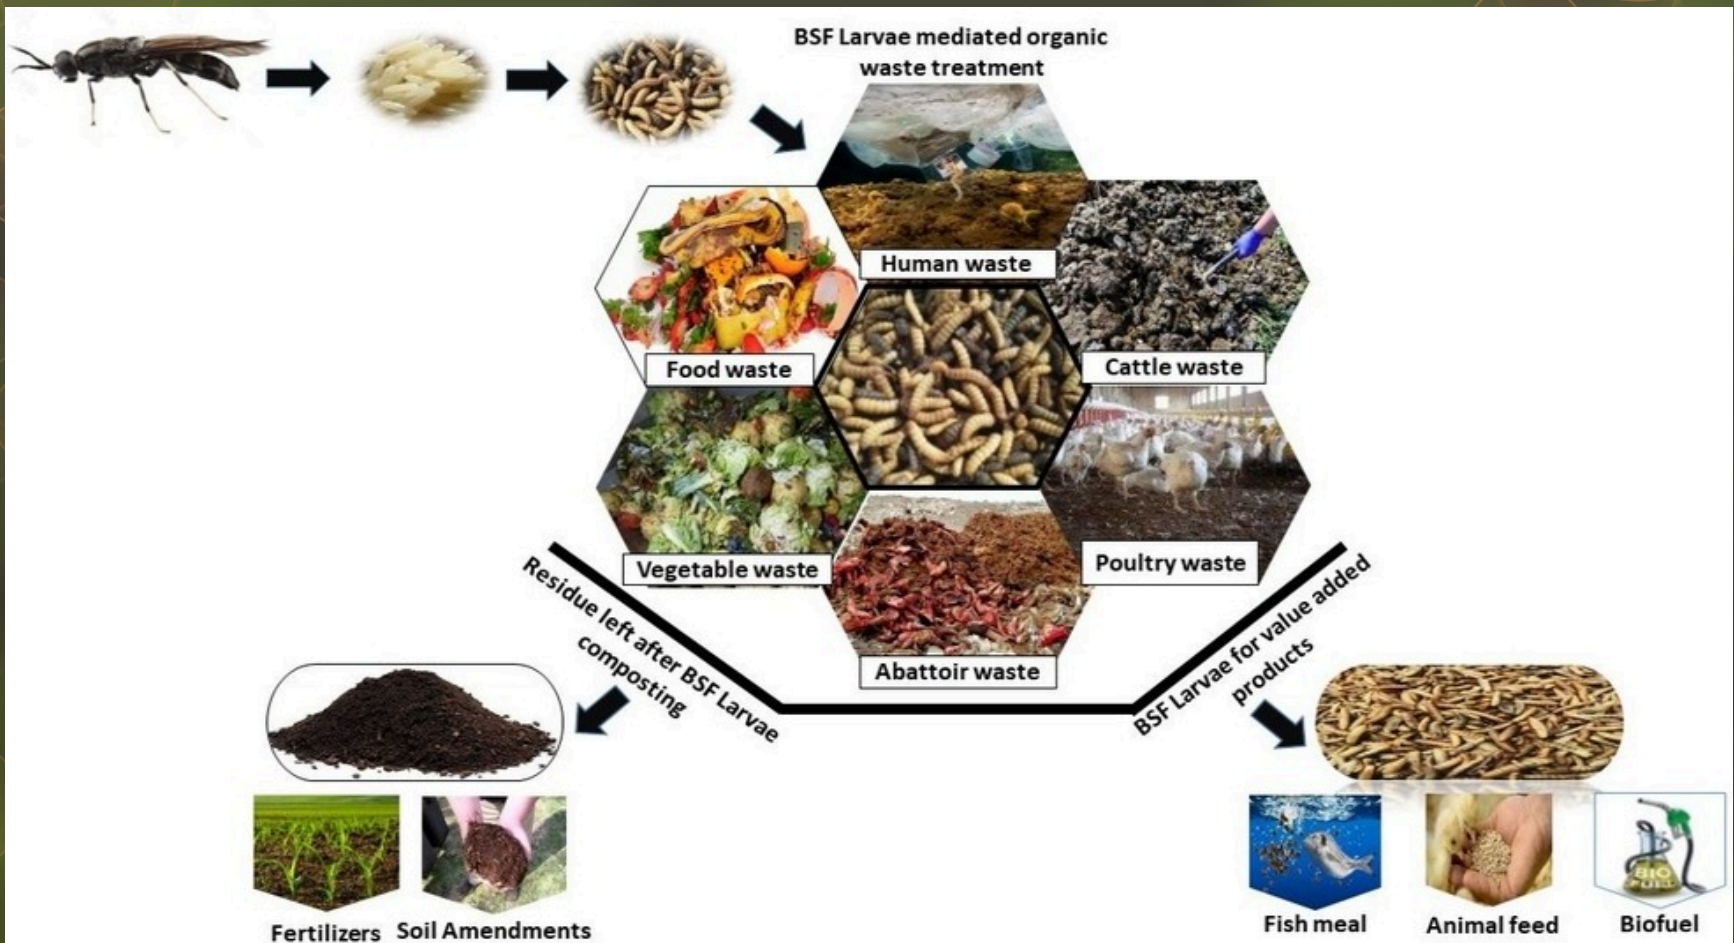 BSF Larvae mediated organic
waste treatment
Human waste
Food waste
Cattle waste
Vegetable waste
Poultry waste
Abattoir waste
Residue left after BSF Larvae
composting
BSF Larvae for value added
products
BIO
FUEL
Fertilizers
Soil Amendments
Fish meal
Animal feed
Biofuel